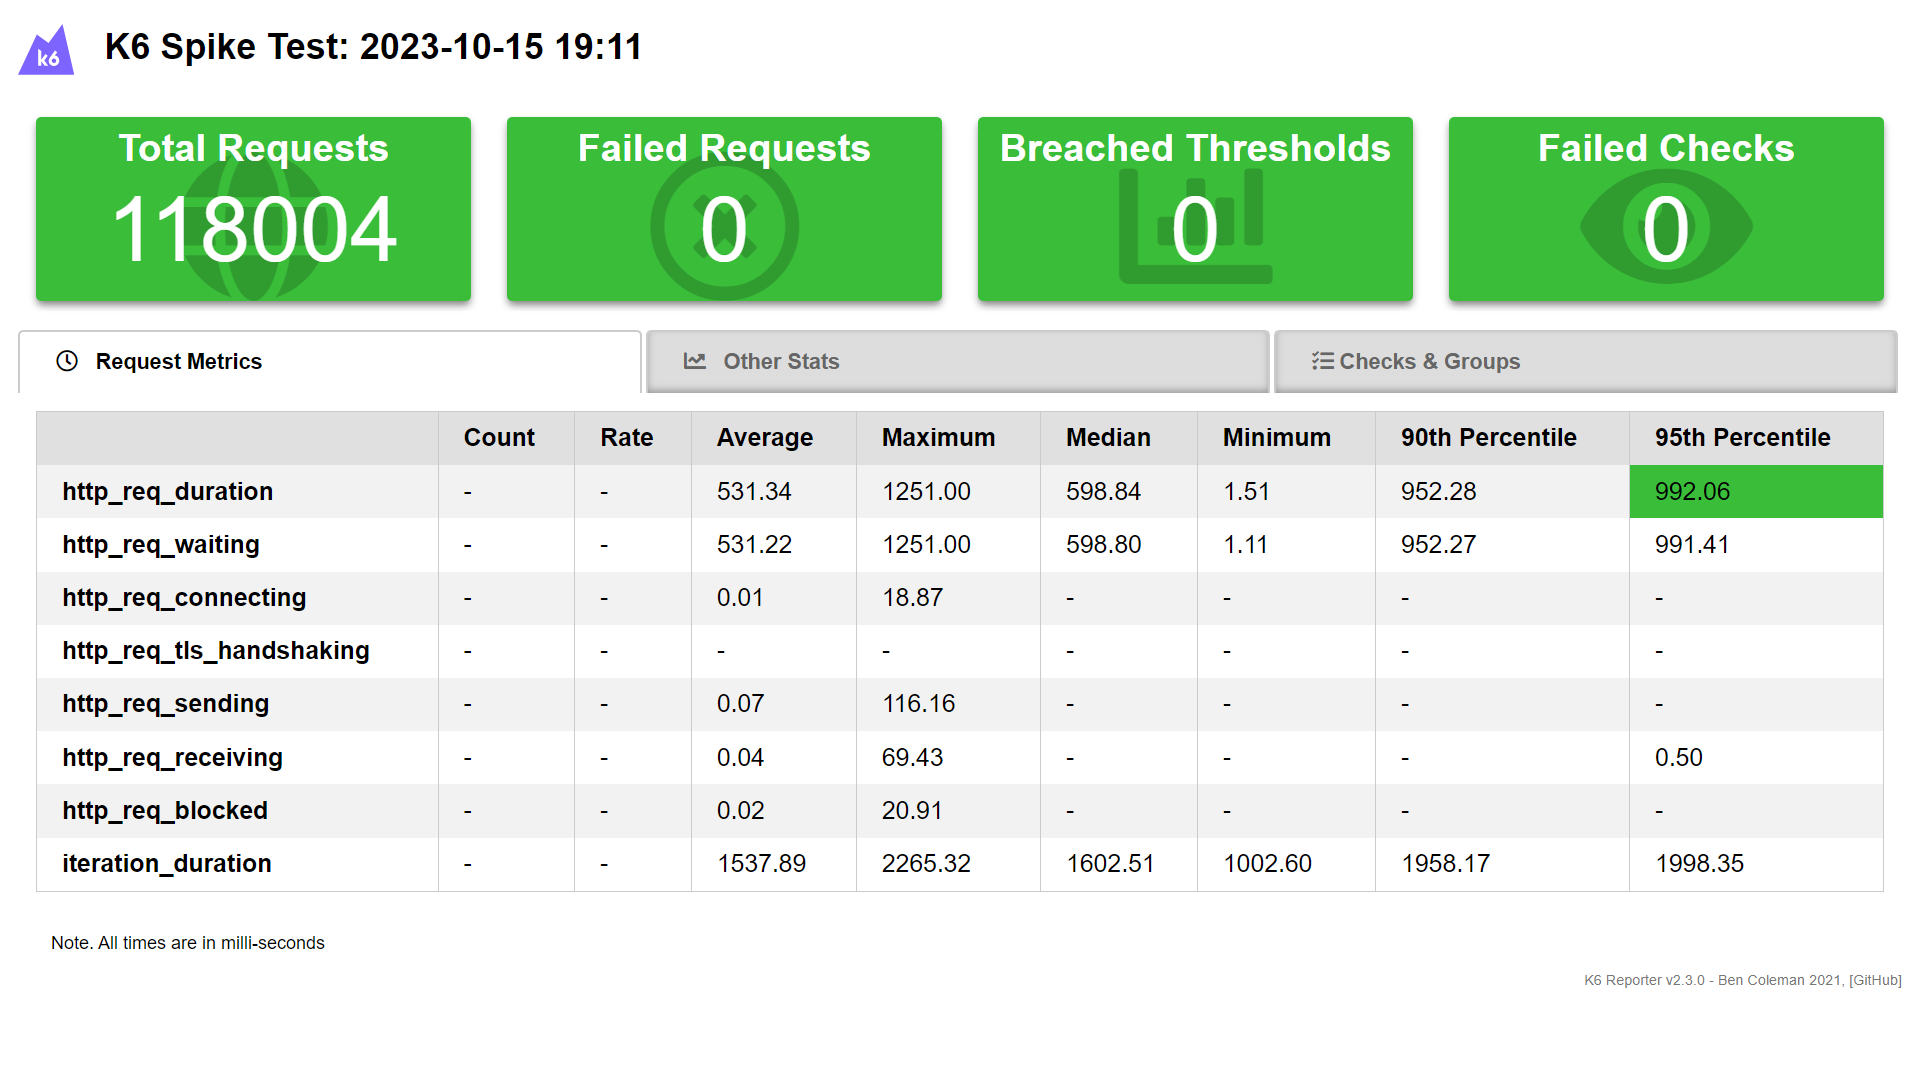 k6
K6 Spike Test: 2023-10-15 19:11
Total Requests
118004
Failed Requests
0
Breached Thresholds
0
Failed Checks
0
Request Metrics
Other Stats
Checks & Groups
Count Rate Average Maximum Median Minimum 90th Percentile 95th Percentile
http_req_duration - - 531.34 1251.00 598.84 1.51 952.28 992.06
http_req_waiting - - 531.22 1251.00 598.80 1.11 952.27 991.41
http_req_connecting - - 0.01 18.87 - - - -
http_req_tls_handshaking - - - - - - - -
http_req_sending - - 0.07 116.16 - - - -
http_req_receiving - - 0.04 69.43 - - - 0.50
http_req_blocked - - 0.02 20.91 - - - -
iteration_duration - - 1537.89 2265.32 1602.51 1002.60 1958.17 1998.35
Note. All times are in milli-seconds
K6 Reporter v2.3.0 - Ben Coleman 2021, [GitHub]